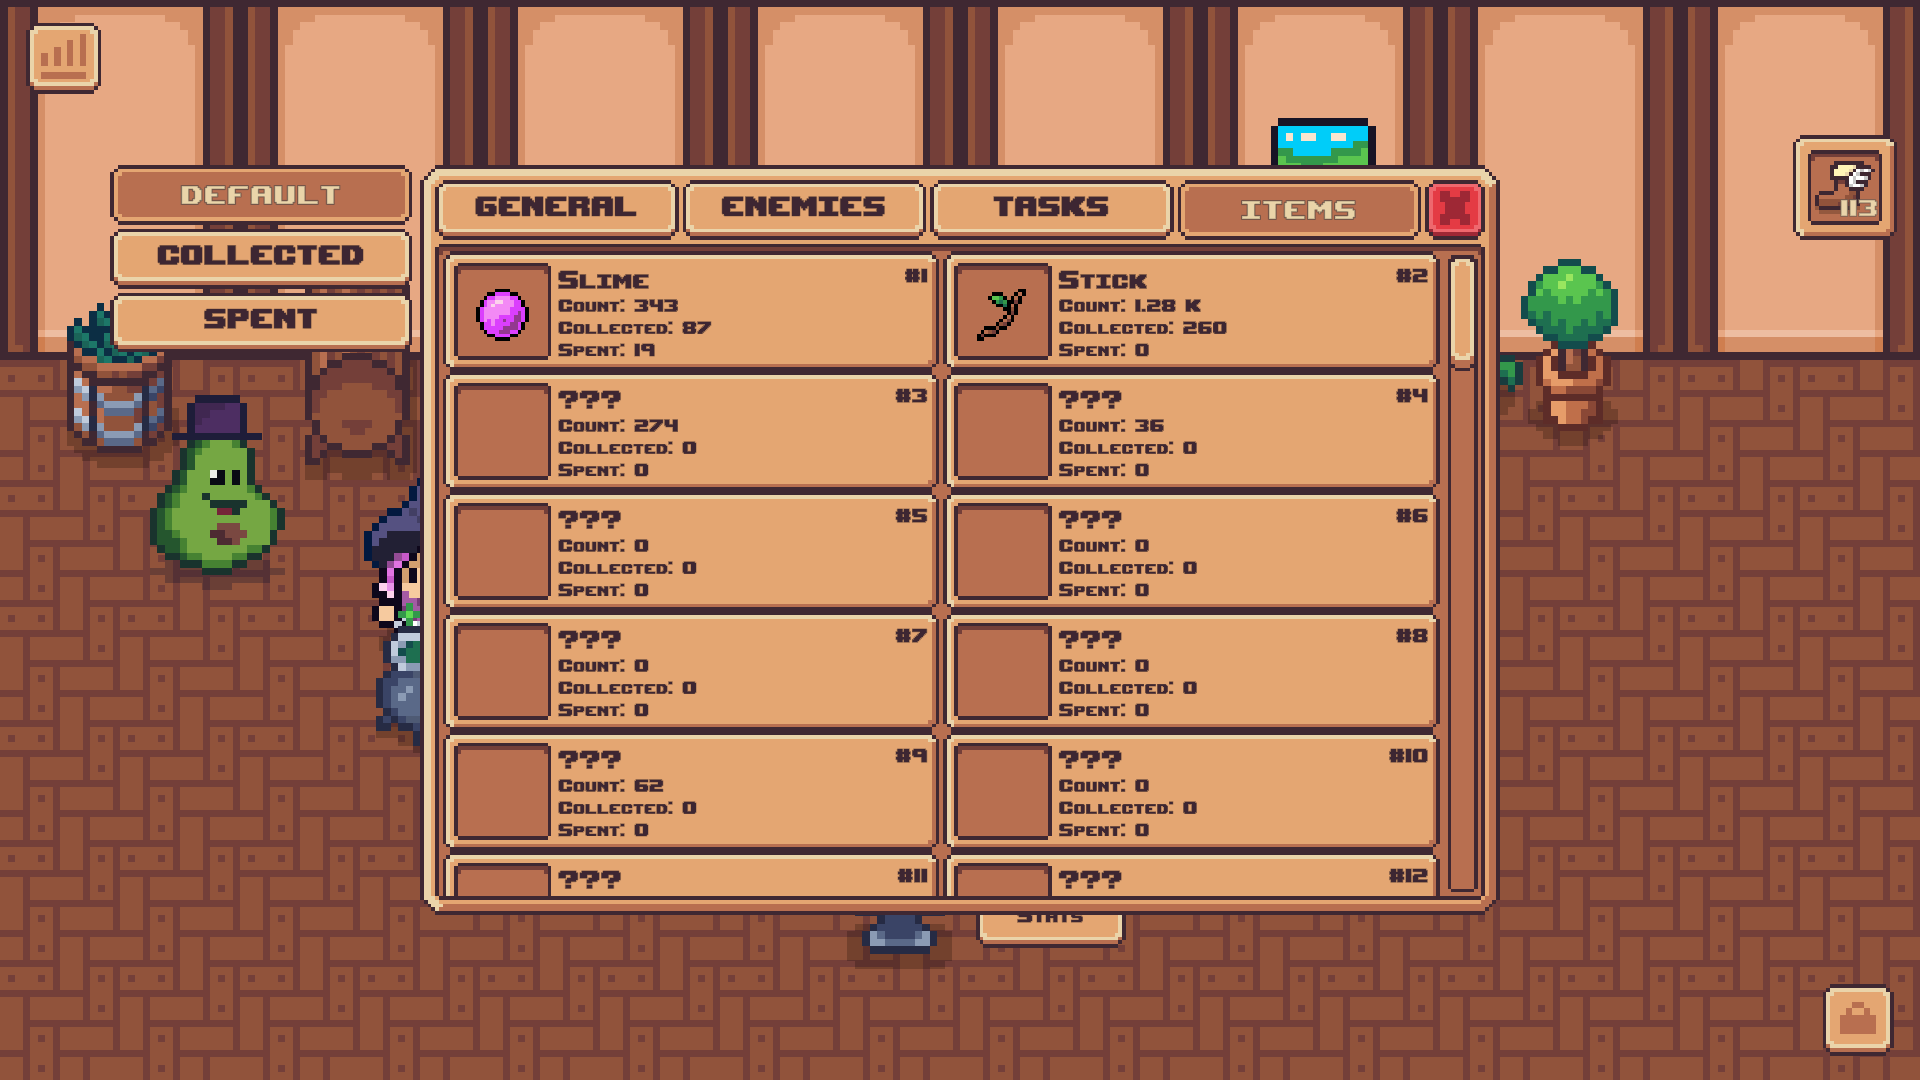 DEFAULT
COLLECTED
SPENT
GENERAL
ENEMIES
TASKS
ITEMS
113
Slime
#1
Count: 343
Collected: 87
Spent: 19
Stick
#2
Count: 1.28 K
Collected: 260
Spent: 0
???
#3
Count: 274
Collected: 0
Spent: 0
???
#4
Count: 36
Collected: 0
Spent: 0
???
#5
Count: 0
Collected: 0
Spent: 0
???
#6
Count: 0
Collected: 0
Spent: 0
???
#7
Count: 0
Collected: 0
Spent: 0
???
#8
Count: 0
Collected: 0
Spent: 0
???
#9
Count: 62
Collected: 0
Spent: 0
???
#10
Count: 0
Collected: 0
Spent: 0
???
#11
???
#12
Stats